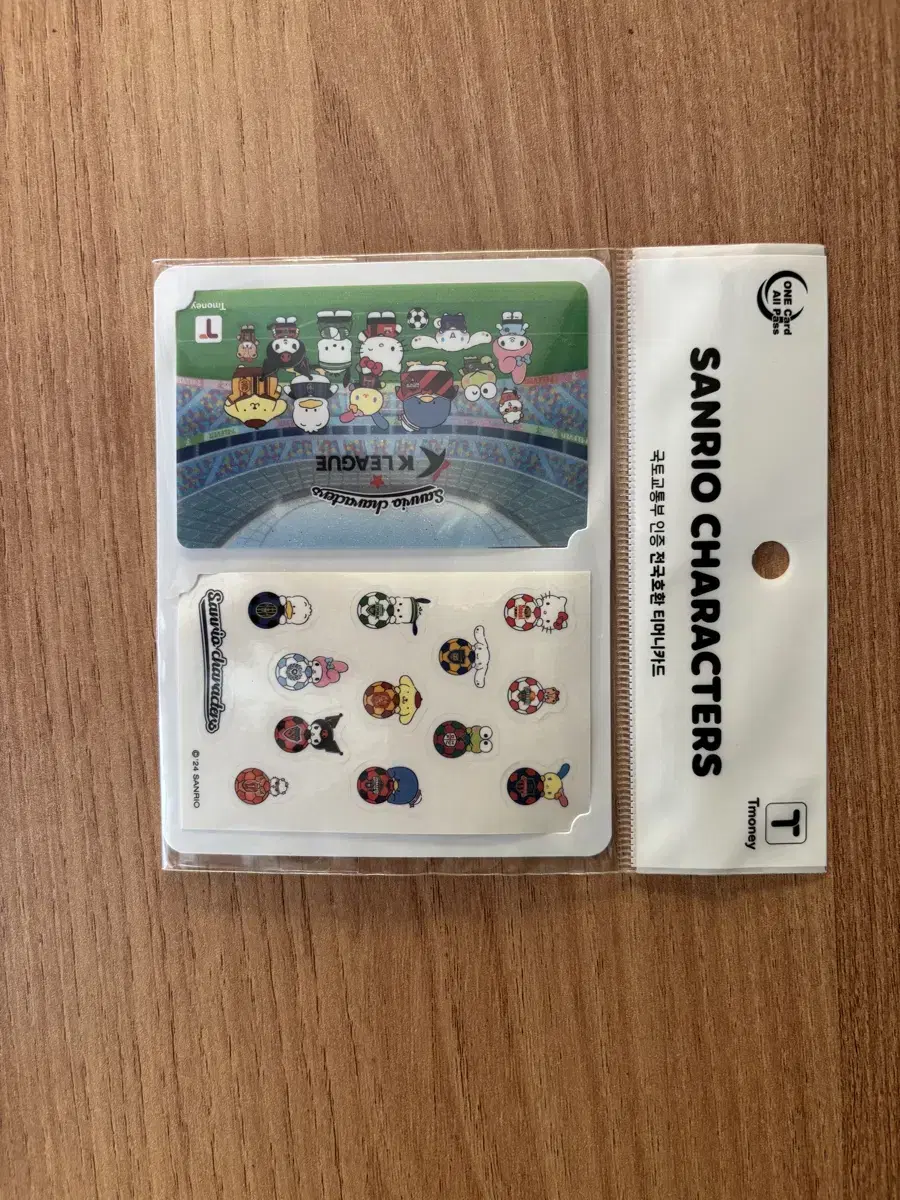 ONE Card
All Pass
SANRIO CHARACTERS
국토교통부 인증 전국호환 티머니카드
T
Tmoney
Tmoney
T
K LEAGUE
Sanrio characters
Sanrio characters
© '24 SANRIO